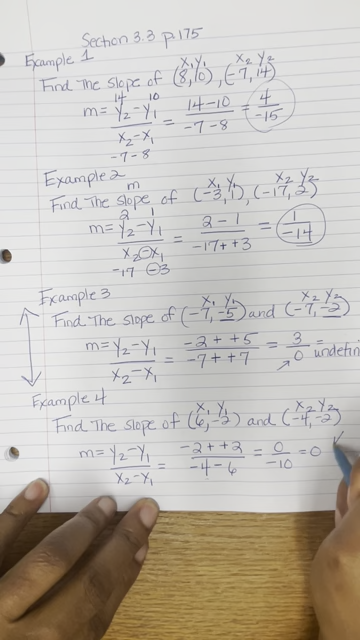 Section 3.3 p.175
Example 1
x₁ y₁ x₂ y₂
Find The slope of (8,10), (-7,14)
14 10
m = y₂-y₁ / x₂-x₁ = 14-10 / -7-8 = 4 / -15
-7-8
Example 2
m x₁ y₁ x₂ y₂
Find The slope of (-3,1), (-17,2)
2 1
m = y₂-y₁ / x₂-x₁ = 2-1 / -17++3 = 1 / -14
-17 -3
Example 3
x₁ y₁ x₂ y₂
Find The slope of (-7,-5) and (-7,-2)
m = y₂-y₁ / x₂-x₁ = -2++5 / -7++7 = 3 / 0 = undefi
Example 4
x₁ y₁ x₂ y₂
Find The slope of (6,-2) and (-4,-2)
m = y₂-y₁ / x₂-x₁ = -2++2 / -4-6 = 0 / -10 = 0